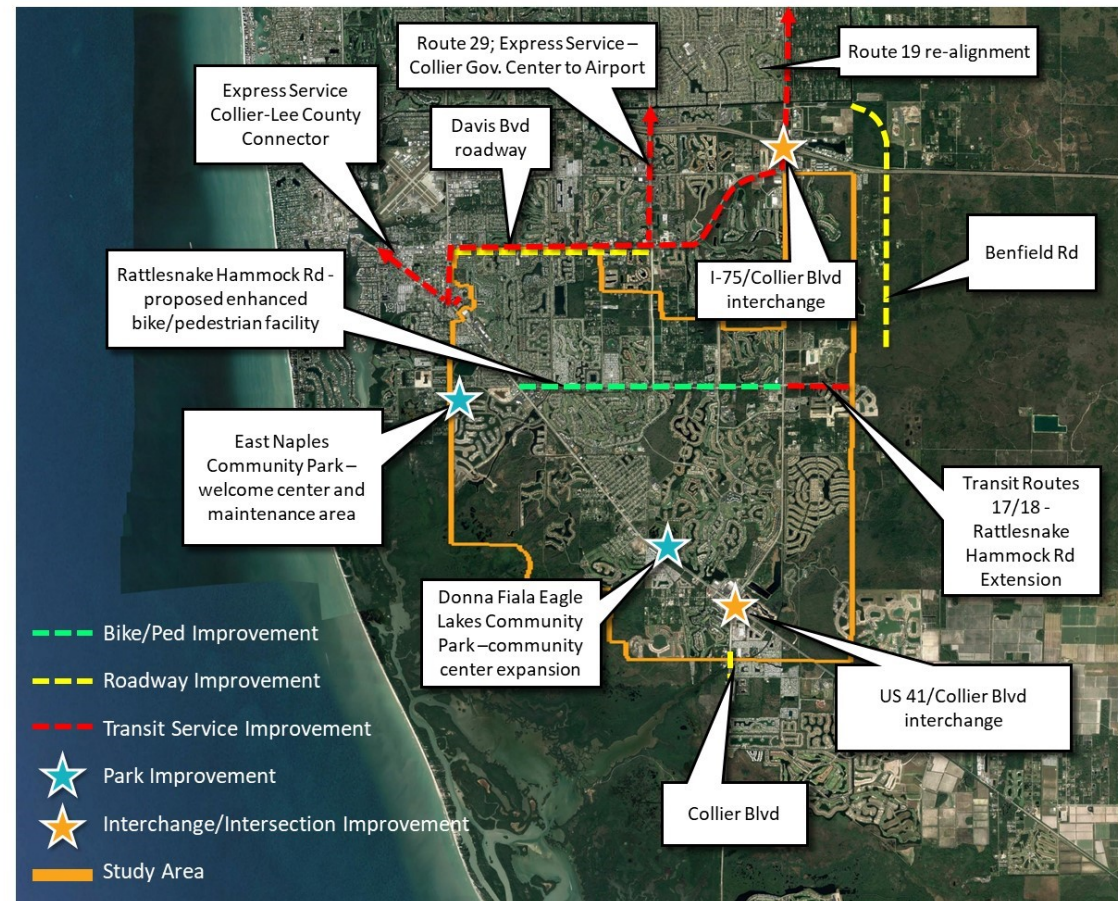 Route 29; Express Service –
Collier Gov. Center to Airport
Route 19 re-alignment
Express Service
Collier-Lee County
Connector
Davis Bvd
roadway
Benfield Rd
Rattlesnake Hammock Rd -
proposed enhanced
bike/pedestrian facility
I-75/Collier Blvd
interchange
East Naples
Community Park –
welcome center and
maintenance area
Transit Routes
17/18 -
Rattlesnake
Hammock Rd
Extension
Donna Fiala Eagle
Lakes Community
Park –community
center expansion
US 41/Collier Blvd
interchange
Collier Blvd
Bike/Ped Improvement
Roadway Improvement
Transit Service Improvement
Park Improvement
Interchange/Intersection Improvement
Study Area